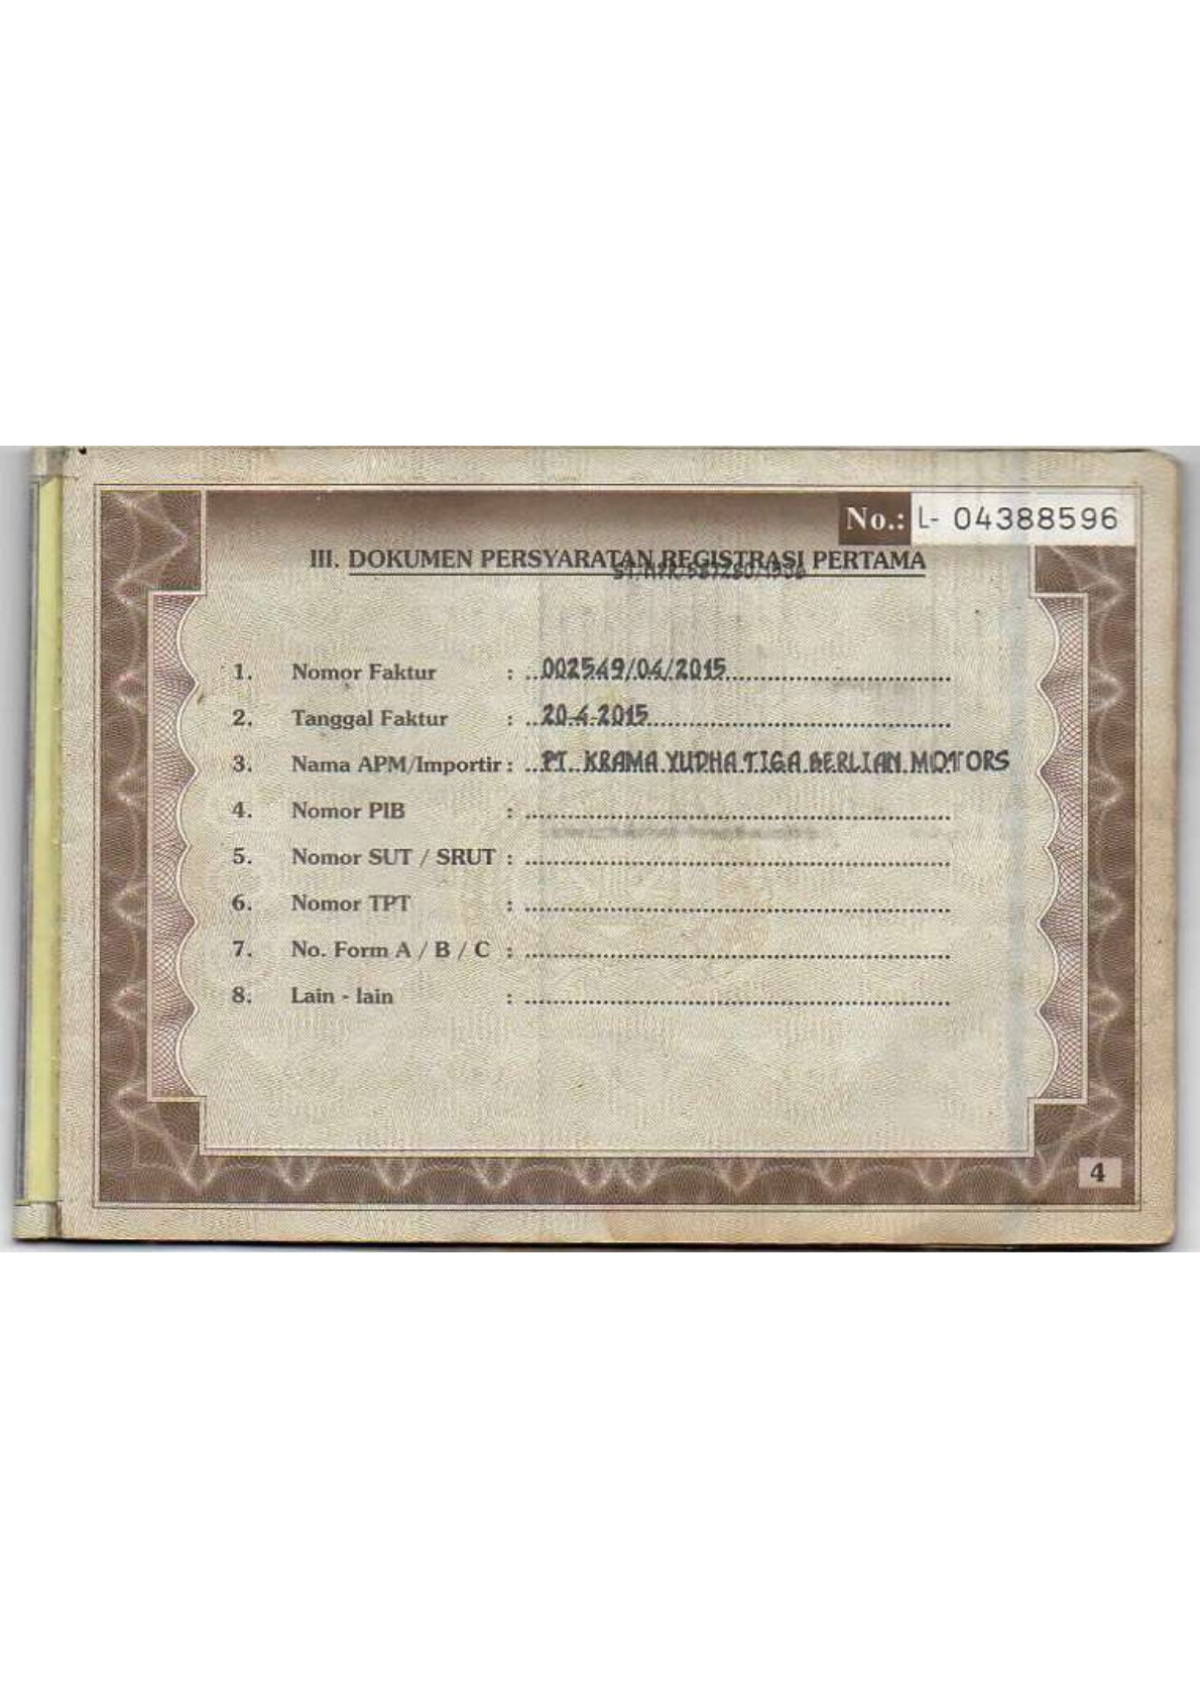 No.: L- 04388596
III. DOKUMEN PERSYARATAN REGISTRASI PERTAMA
1. Nomor Faktur : 002549/04/2015
2. Tanggal Faktur : 20-4-2015
3. Nama APM/Importir : PT. KRAMA YUDHA TIGA BERLIAN MOTORS
4. Nomor PIB :
5. Nomor SUT / SRUT :
6. Nomor TPT :
7. No. Form A / B / C :
8. Lain - lain :
4